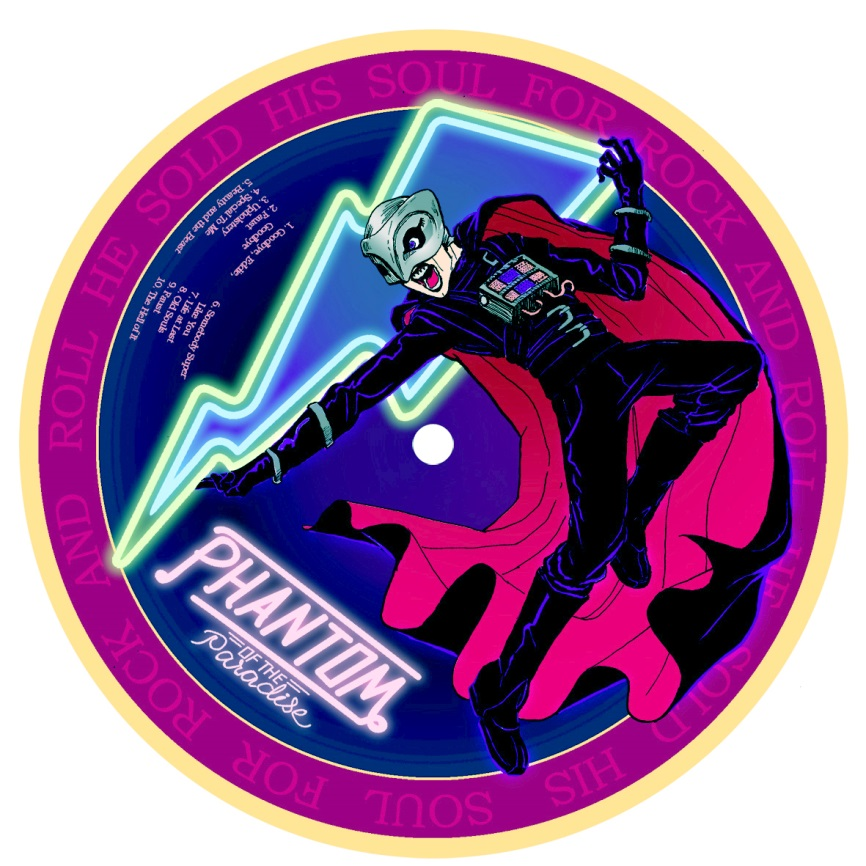 HE SOLD HIS SOUL FOR ROCK AND ROLL HE SOLD HIS SOUL FOR ROCK AND ROLL
1. Goodbye, Eddie,
Goodbye
2. Faust
3. Upholstery
4. Special To Me
5. Beauty and the Beast
6. Somebody Super
Like You
7. Life at Last
8. Old Souls
9. Faust
10. The Hell of It
PHANTOM
OF THE
Paradise